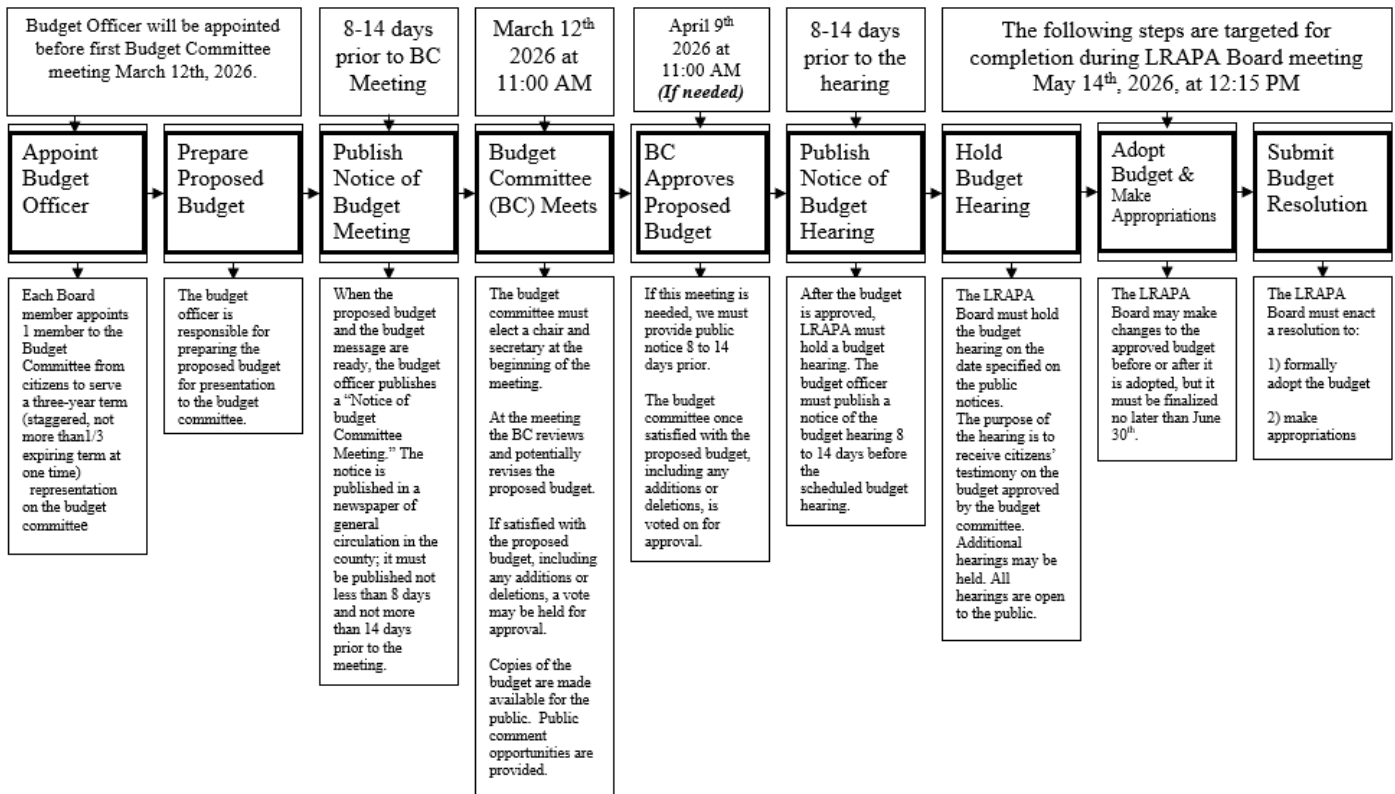 Budget Officer will be appointed
before first Budget Committee
meeting March 12th, 2026.
8-14 days
prior to BC
Meeting
March 12th
2026 at
11:00 AM
April 9th
2026 at
11:00 AM
(If needed)
8-14 days
prior to the
hearing
The following steps are targeted for
completion during LRAPA Board meeting
May 14th, 2026, at 12:15 PM
Appoint
Budget
Officer
Prepare
Proposed
Budget
Publish
Notice of
Budget
Meeting
Budget
Committee
(BC) Meets
BC
Approves
Proposed
Budget
Publish
Notice of
Budget
Hearing
Hold
Budget
Hearing
Adopt
Budget &
Make
Appropriations
Submit
Budget
Resolution
Each Board
member appoints
1 member to the
Budget
Committee from
citizens to serve
a three-year term
(staggered, not
more than1/3
expiring term at
one time)
representation
on the budget
committee
The budget
officer is
responsible for
preparing the
proposed budget
for presentation
to the budget
committee.
When the
proposed budget
and the budget
message are
ready, the budget
officer publishes
a “Notice of
budget
Committee
Meeting.” The
notice is
published in a
newspaper of
general
circulation in the
county; it must
be published not
less than 8 days
and not more
than 14 days
prior to the
meeting.
The budget
committee must
elect a chair and
secretary at the
beginning of the
meeting.
At the meeting
the BC reviews
and potentially
revises the
proposed budget.
If satisfied with
the proposed
budget, including
any additions or
deletions, a vote
may be held for
approval.
Copies of the
budget are made
available for the
public. Public
comment
opportunities are
provided.
If this meeting is
needed, we must
provide public
notice 8 to 14
days prior.
The budget
committee once
satisfied with the
proposed budget,
including any
additions or
deletions, is
voted on for
approval.
After the budget
is approved,
LRAPA must
hold a budget
hearing. The
budget officer
must publish a
notice of the
budget hearing 8
to 14 days before
the
scheduled budget
hearing.
The LRAPA
Board must hold
the budget
hearing on the
date specified on
the public
notices.
The purpose of
the hearing is to
receive citizens’
testimony on the
budget approved
by the budget
committee.
Additional
hearings may be
held. All
hearings are open
to the public.
The LRAPA
Board may make
changes to the
approved budget
before or after it
is adopted, but it
must be finalized
no later than June
30th.
The LRAPA
Board must enact
a resolution to:
1) formally
adopt the budget
2) make
appropriations